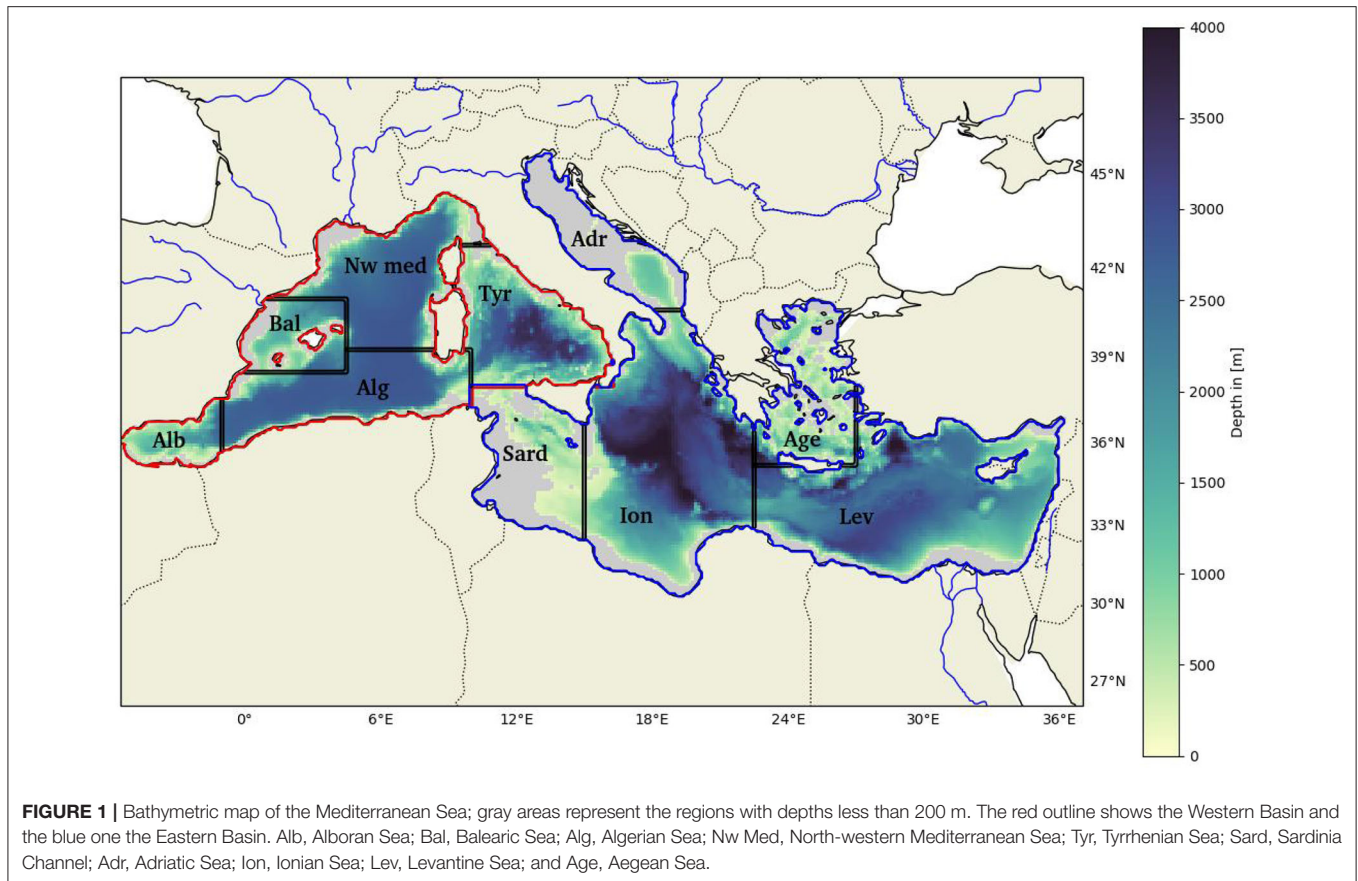 4000
3500
3000
2500
2000
1500
1000
500
0
Depth in [m]
45°N
42°N
39°N
36°N
33°N
30°N
27°N
0°
6°E
12°E
18°E
24°E
30°E
36°E
Adr
Nw med
Tyr
Bal
Alg
Alb
Sard
Age
Ion
Lev
FIGURE 1 | Bathymetric map of the Mediterranean Sea; gray areas represent the regions with depths less than 200 m. The red outline shows the Western Basin and
the blue one the Eastern Basin. Alb, Alboran Sea; Bal, Balearic Sea; Alg, Algerian Sea; Nw Med, North-western Mediterranean Sea; Tyr, Tyrrhenian Sea; Sard, Sardinia
Channel; Adr, Adriatic Sea; Ion, Ionian Sea; Lev, Levantine Sea; and Age, Aegean Sea.